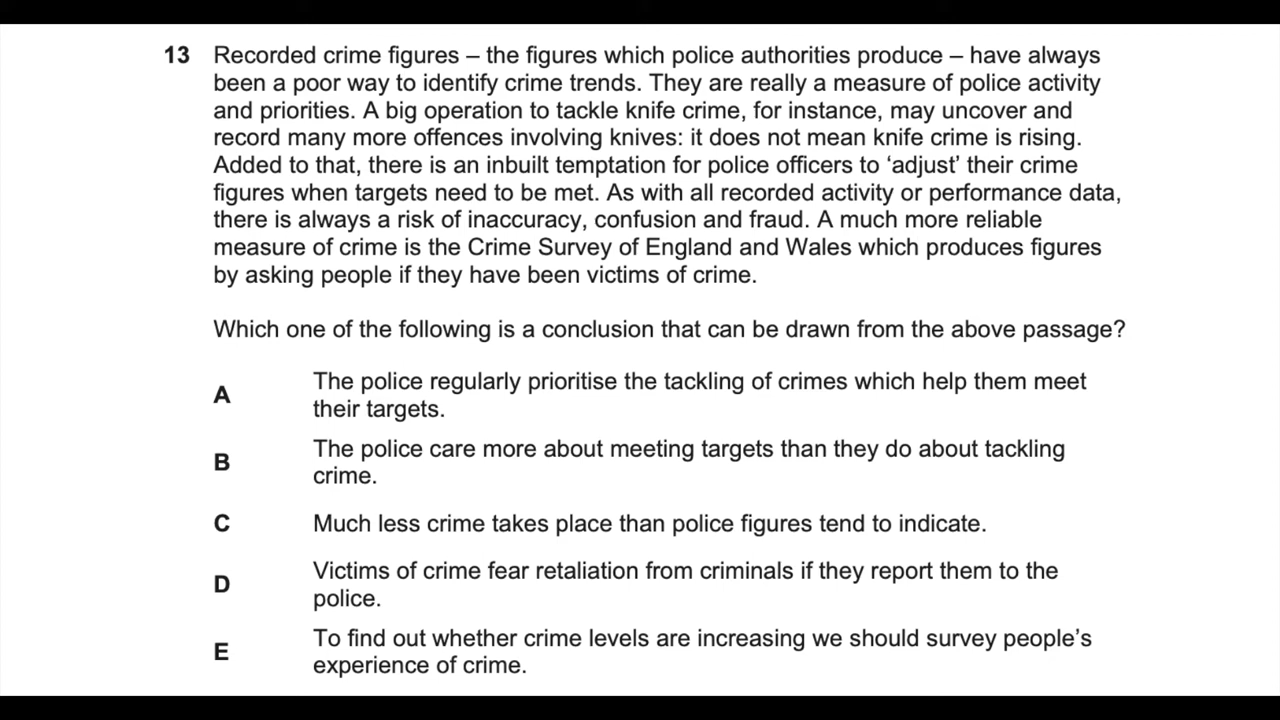 13 Recorded crime figures – the figures which police authorities produce – have always
been a poor way to identify crime trends. They are really a measure of police activity
and priorities. A big operation to tackle knife crime, for instance, may uncover and
record many more offences involving knives: it does not mean knife crime is rising.
Added to that, there is an inbuilt temptation for police officers to ‘adjust’ their crime
figures when targets need to be met. As with all recorded activity or performance data,
there is always a risk of inaccuracy, confusion and fraud. A much more reliable
measure of crime is the Crime Survey of England and Wales which produces figures
by asking people if they have been victims of crime.
Which one of the following is a conclusion that can be drawn from the above passage?
A The police regularly prioritise the tackling of crimes which help them meet
their targets.
B The police care more about meeting targets than they do about tackling
crime.
C Much less crime takes place than police figures tend to indicate.
D Victims of crime fear retaliation from criminals if they report them to the
police.
E To find out whether crime levels are increasing we should survey people’s
experience of crime.